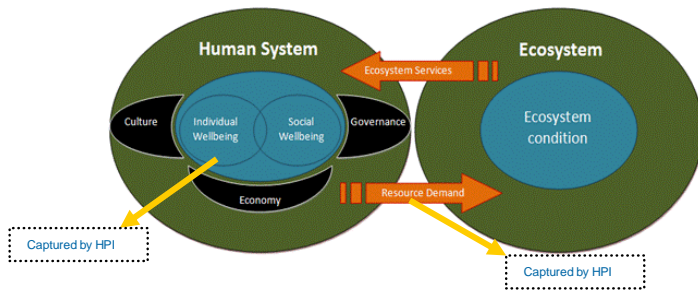 Human System
Ecosystem
Ecosystem Services
Culture
Individual
Wellbeing
Social
Wellbeing
Governance
Ecosystem
condition
Economy
Resource Demand
Captured by HPI
Captured by HPI